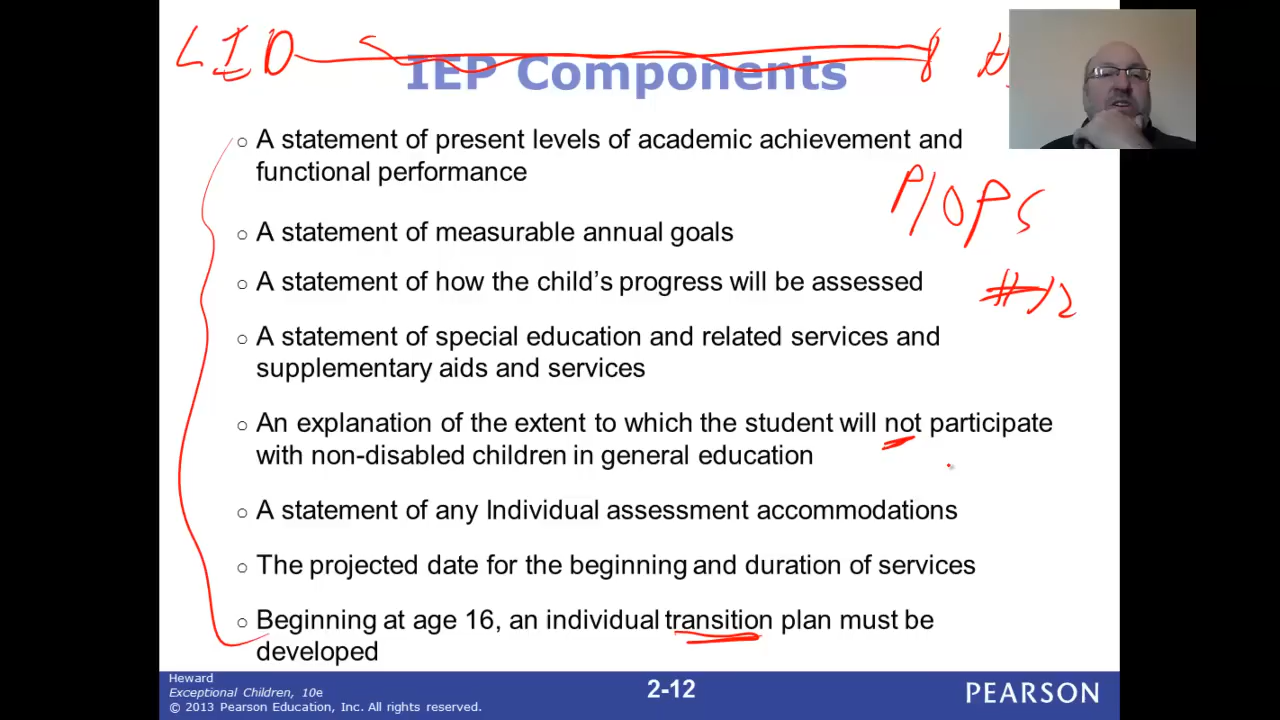 LID
IEP Components
○ A statement of present levels of academic achievement and
functional performance
P/OPS
○ A statement of measurable annual goals
○ A statement of how the child's progress will be assessed
#12
○ A statement of special education and related services and
supplementary aids and services
○ An explanation of the extent to which the student will not participate
with non-disabled children in general education
○ A statement of any Individual assessment accommodations
○ The projected date for the beginning and duration of services
○ Beginning at age 16, an individual transition plan must be
developed
Heward
Exceptional Children, 10e
© 2013 Pearson Education, Inc. All rights reserved.
2-12
PEARSON